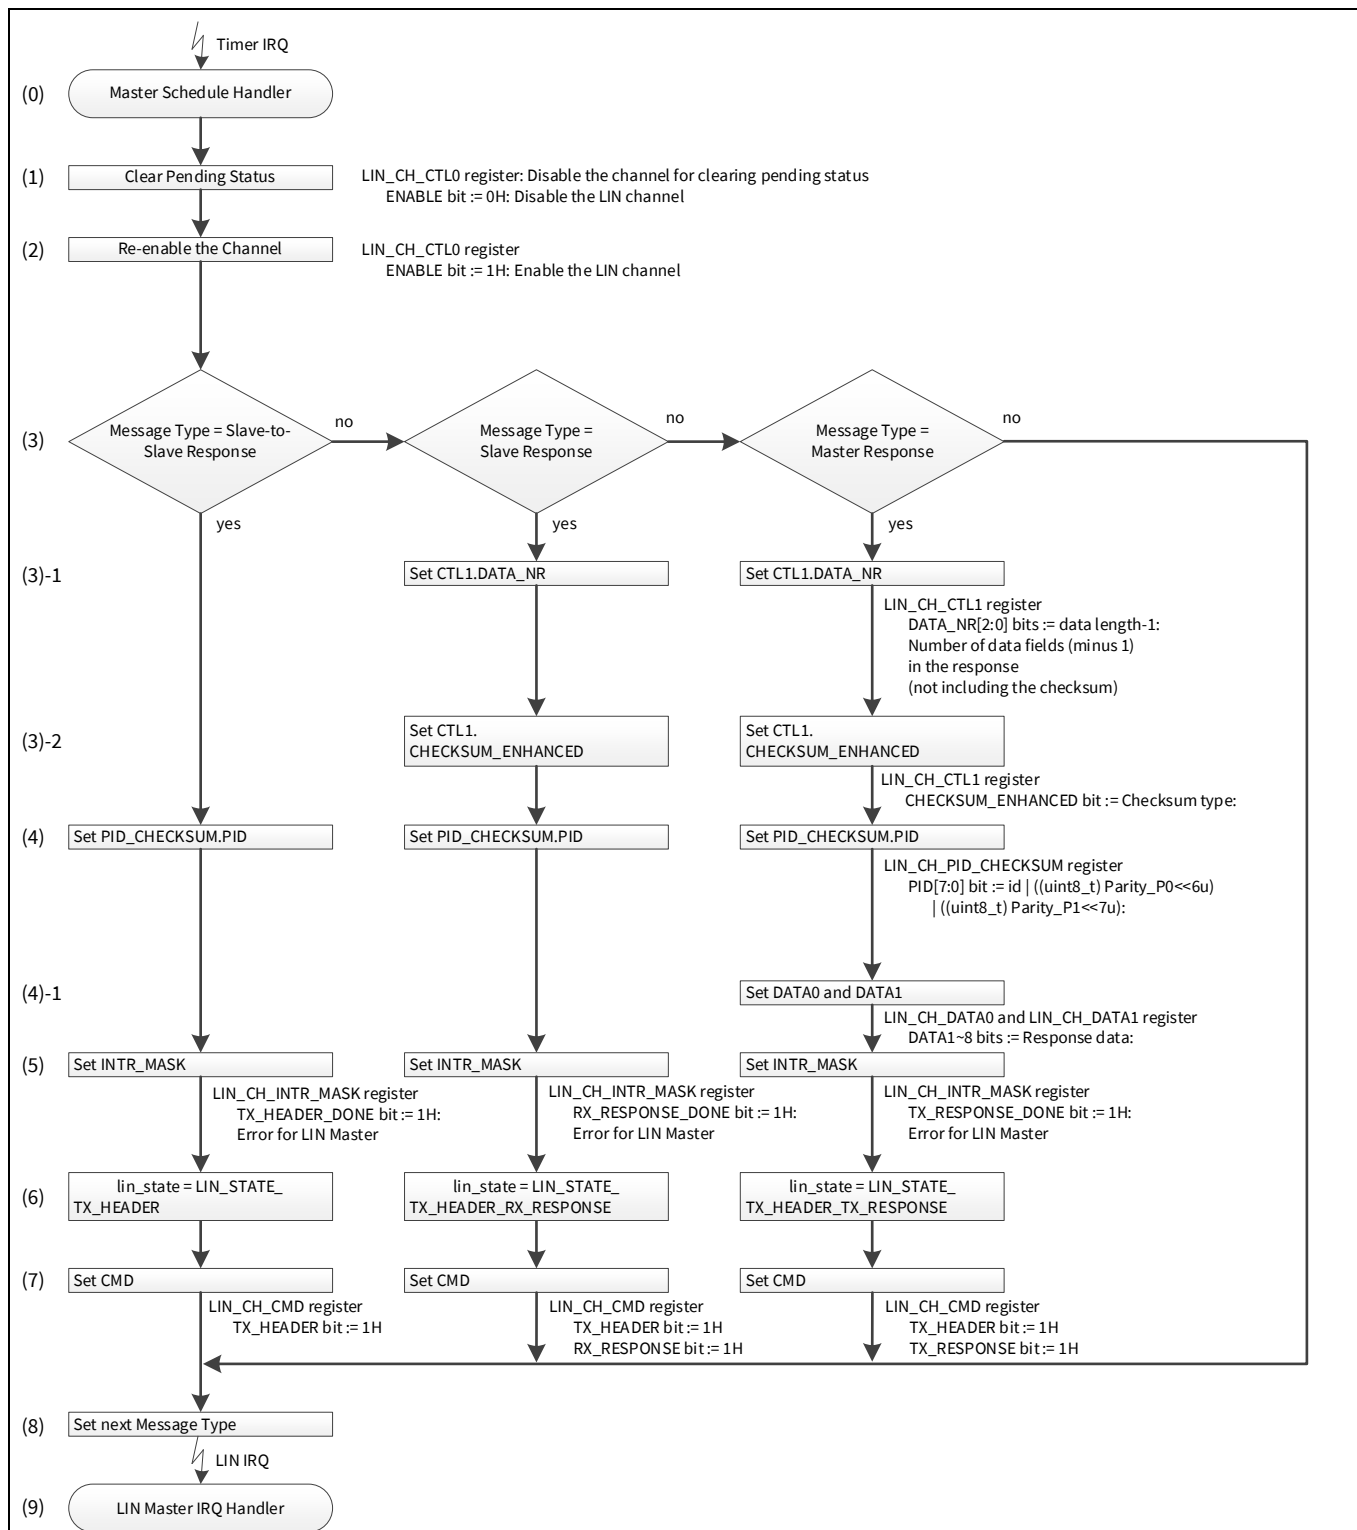 Timer IRQ
(0)
Master Schedule Handler
(1)
Clear Pending Status
LIN_CH_CTL0 register: Disable the channel for clearing pending status
ENABLE bit := 0H: Disable the LIN channel
(2)
Re-enable the Channel
LIN_CH_CTL0 register
ENABLE bit := 1H: Enable the LIN channel
(3)
Message Type = Slave-to-
Slave Response
no
Message Type =
Slave Response
no
Message Type =
Master Response
no
yes
yes
yes
(3)-1
Set CTL1.DATA_NR
Set CTL1.DATA_NR
LIN_CH_CTL1 register
DATA_NR[2:0] bits := data length-1:
Number of data fields (minus 1)
in the response
(not including the checksum)
(3)-2
Set CTL1.
CHECKSUM_ENHANCED
Set CTL1.
CHECKSUM_ENHANCED
LIN_CH_CTL1 register
CHECKSUM_ENHANCED bit := Checksum type:
(4)
Set PID_CHECKSUM.PID
Set PID_CHECKSUM.PID
Set PID_CHECKSUM.PID
LIN_CH_PID_CHECKSUM register
PID[7:0] bit := id | ((uint8_t) Parity_P0<<6u)
| ((uint8_t) Parity_P1<<7u):
(4)-1
Set DATA0 and DATA1
LIN_CH_DATA0 and LIN_CH_DATA1 register
DATA1~8 bits := Response data:
(5)
Set INTR_MASK
Set INTR_MASK
Set INTR_MASK
LIN_CH_INTR_MASK register
TX_HEADER_DONE bit := 1H:
Error for LIN Master
LIN_CH_INTR_MASK register
RX_RESPONSE_DONE bit := 1H:
Error for LIN Master
LIN_CH_INTR_MASK register
TX_RESPONSE_DONE bit := 1H:
Error for LIN Master
(6)
lin_state = LIN_STATE_
TX_HEADER
lin_state = LIN_STATE_
TX_HEADER_RX_RESPONSE
lin_state = LIN_STATE_
TX_HEADER_TX_RESPONSE
(7)
Set CMD
Set CMD
Set CMD
LIN_CH_CMD register
TX_HEADER bit := 1H
LIN_CH_CMD register
TX_HEADER bit := 1H
RX_RESPONSE bit := 1H
LIN_CH_CMD register
TX_HEADER bit := 1H
TX_RESPONSE bit := 1H
(8)
Set next Message Type
LIN IRQ
(9)
LIN Master IRQ Handler